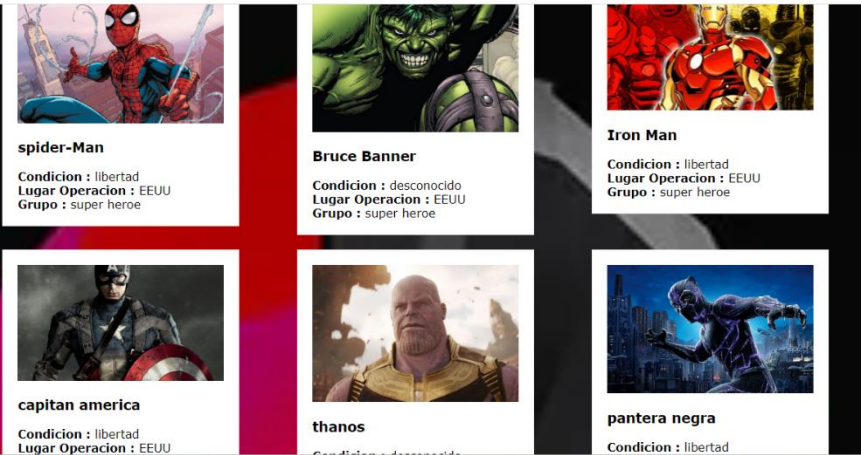 spider-Man
Condicion : libertad
Lugar Operacion : EEUU
Grupo : super heroe
Bruce Banner
Condicion : desconocido
Lugar Operacion : EEUU
Grupo : super heroe
Iron Man
Condicion : libertad
Lugar Operacion : EEUU
Grupo : super heroe
capitan america
Condicion : libertad
Lugar Operacion : EEUU
thanos
Condicion : desconocido
pantera negra
Condicion : libertad